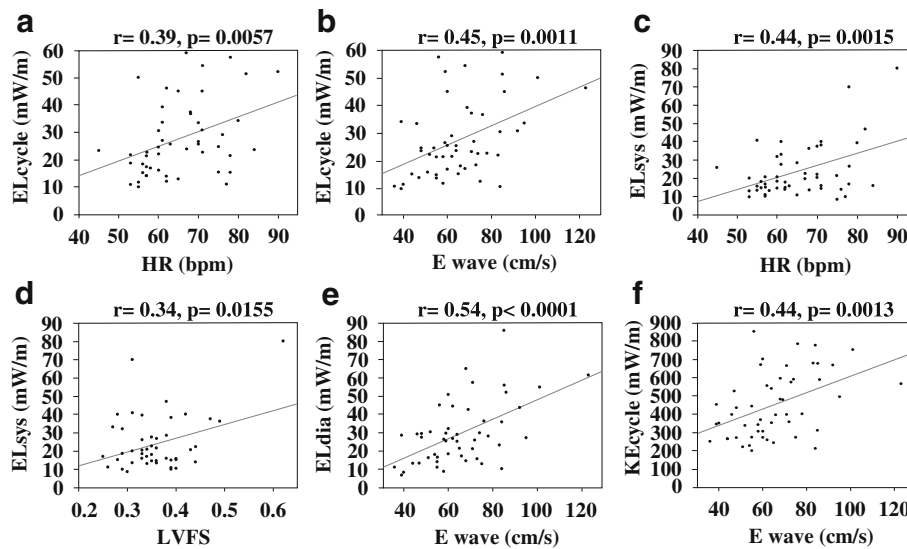 a
r= 0.39, p= 0.0057
ELcycle (mW/m)
60
50
40
30
20
10
0
40 50 60 70 80 90
HR (bpm)
b
r= 0.45, p= 0.0011
ELcycle (mW/m)
60
50
40
30
20
10
0
40 60 80 100 120
E wave (cm/s)
c
r= 0.44, p= 0.0015
ELsys (mW/m)
90
80
70
60
50
40
30
20
10
0
40 50 60 70 80 90
HR (bpm)
d
r= 0.34, p= 0.0155
ELsys (mW/m)
90
80
70
60
50
40
30
20
10
0
0.2 0.3 0.4 0.5 0.6
LVFS
e
r= 0.54, p< 0.0001
ELdia (mW/m)
90
80
70
60
50
40
30
20
10
0
40 60 80 100 120
E wave (cm/s)
f
r= 0.44, p= 0.0013
KEcycle (mW/m)
900
800
700
600
500
400
300
200
100
0
40 60 80 100 120
E wave (cm/s)